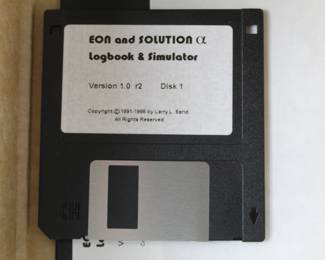 EON and SOLUTION α
Logbook & Simulator
Version 1.0 r2 Disk 1
Copyright © 1991-1996 by Larry L. Sand
All Rights Reserved